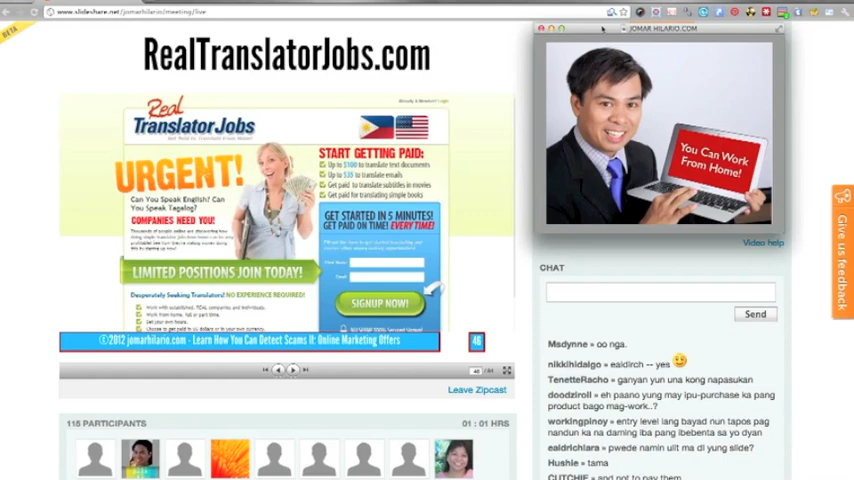 www.slideshare.net/jomarhilario/meeting/live
BETA
RealTranslatorJobs.com
Real
TranslatorJobs
URGENT!
Can You Speak English? Can
You Speak Tagalog?
COMPANIES NEED YOU!
LIMITED POSITIONS JOIN TODAY!
Desperately Seeking Translators! NO EXPERIENCE REQUIRED!
START GETTING PAID:
Up to $100 to translate text documents
Up to $35 to translate emails
Get paid to translate subtitles in movies
Get paid for translating simple books
GET STARTED IN 5 MINUTES!
GET PAID ON TIME! EVERY TIME!
SIGNUP NOW!
©2012 jomarhilario.com - Learn How You Can Detect Scams II: Online Marketing Offers
46
46 / 84
Leave Zipcast
115 PARTICIPANTS
01 : 01 HRS
JOMAR HILARIO.COM
You Can Work
From Home!
Video help
Give us feedback
CHAT
Send
Msdynne » oo nga.
nikkihidalgo » ealdirch -- yes
TenetteRacho » ganyan yun una kong napasukan
doodziroll » eh paano yung may ipu-purchase ka pang
product bago mag-work..?
workingpinoy » entry level lang bayad nun tapos pag
nandun ka na daming iba pang ibebenta sa yo dyan
ealdrichlara » pwede namin ulit ma di yung slide?
Hushie » tama
CUTCHIE » and not to pay them